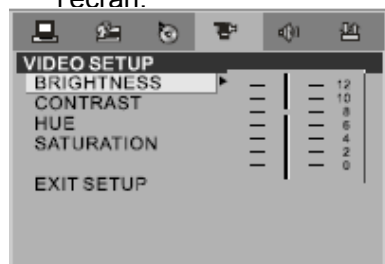 l'écran.
VIDEO SETUP
BRIGHTNESS
CONTRAST
HUE
SATURATION
EXIT SETUP
12
10
8
6
4
2
0